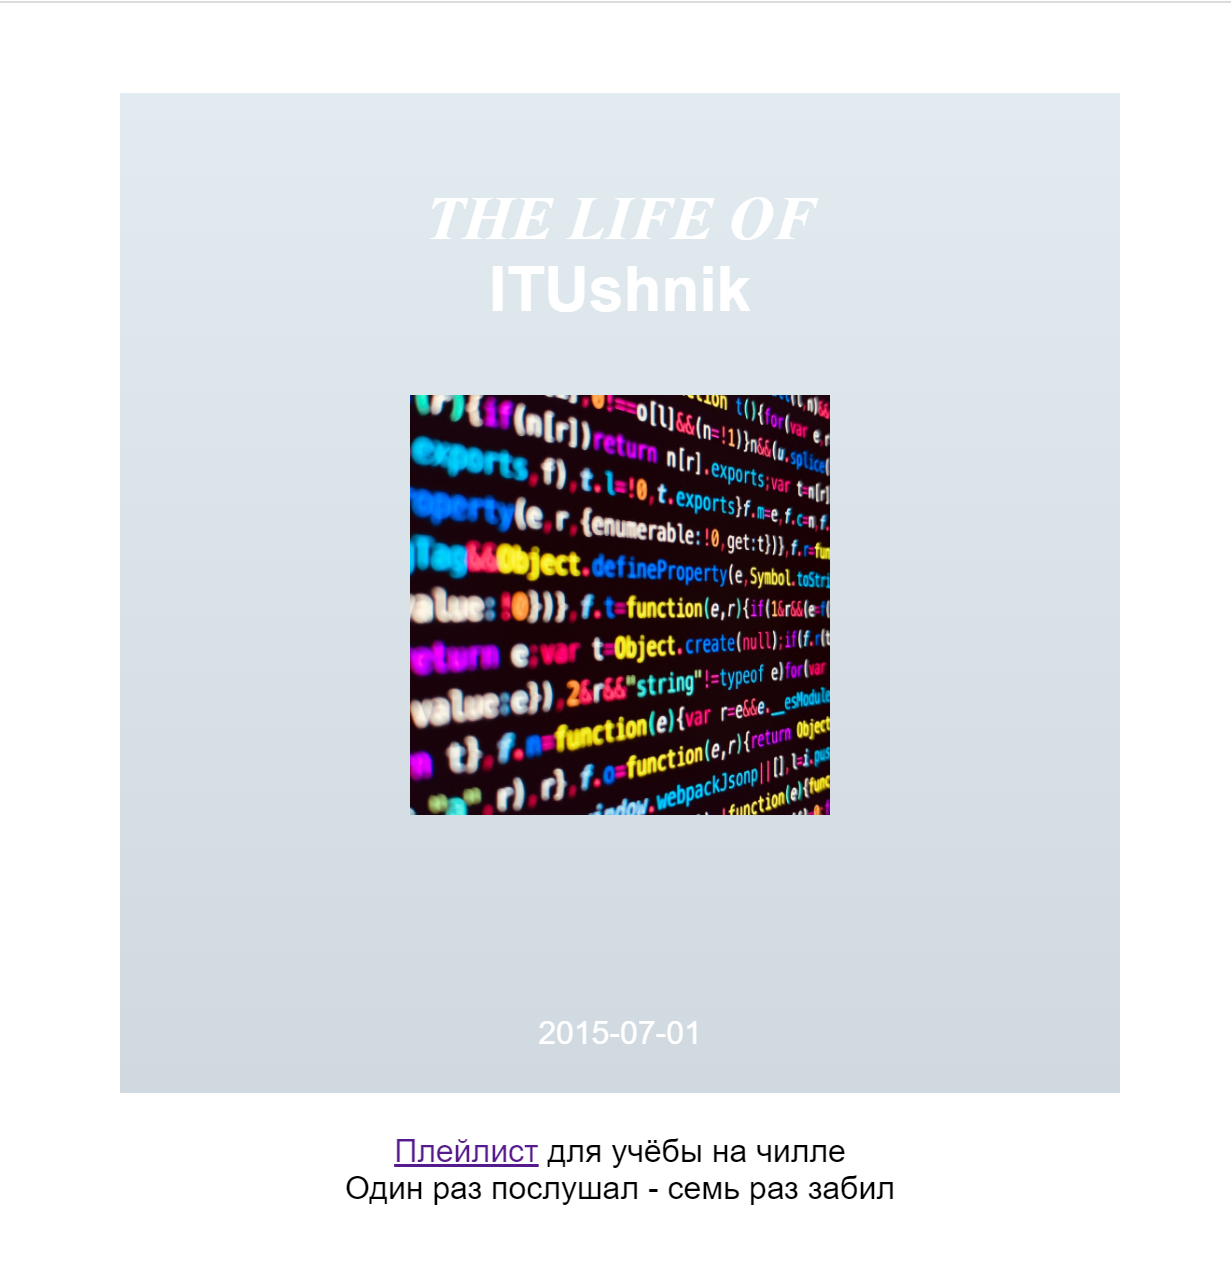 THE LIFE OF
ITUshnik
(r){if(n[r])return n[r].exports;var t=n[r]
exports,f),t.l=!0,t.exports}f.m=e,f.c=n,f.
operty(e,r,{enumerable:!0,get:t})},f.r=fun
gTag&&Object.defineProperty(e,Symbol.toStri
value:!0})},f.t=function(e,r){if(1&r&&(e=f(
eturn e;var t=Object.create(null);if(f.r(t
value:e}),2&r&&"string"!=typeof e)for(var
n t},f.n=function(e){var r=e&&e.__esModule
f.o=function(e,r){return Object
r),r},
window.webpackJsonp||[],l=i.pus
function(e){func
2015-07-01
Плейлист для учёбы на чилле
Один раз послушал - семь раз забил